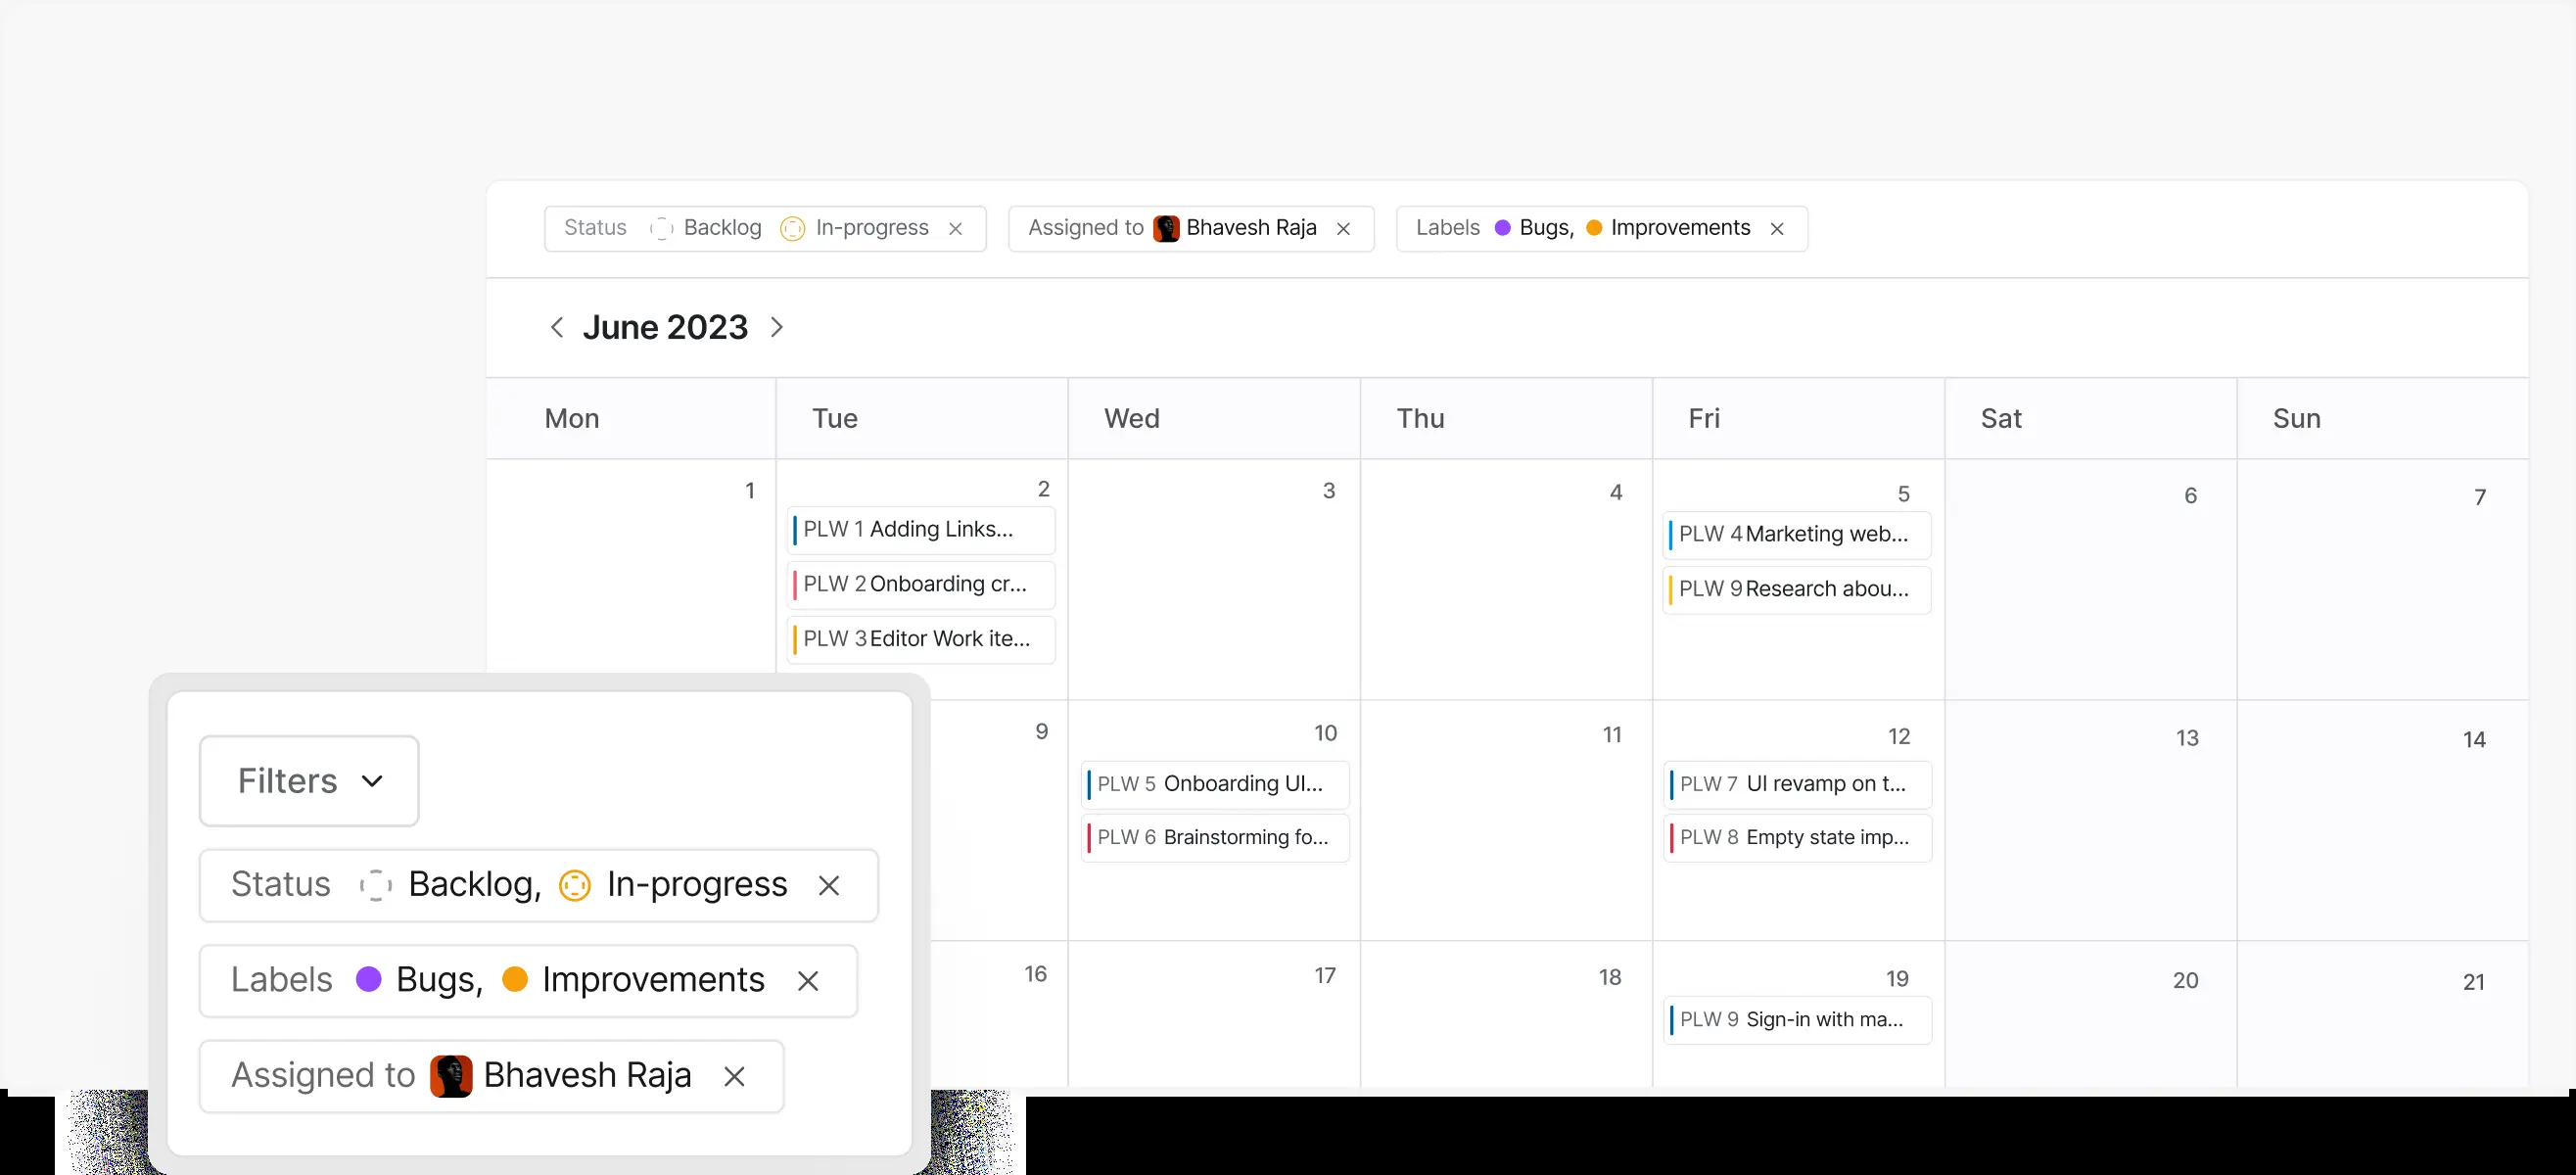 Status Backlog In-progress Assigned to Bhavesh Raja Labels Bugs, Improvements
June 2023
Mon Tue Wed Thu Fri Sat Sun
1 2 3 4 5 6 7
PLW 1 Adding Links... PLW 4 Marketing web...
PLW 2 Onboarding cr... PLW 9 Research abou...
PLW 3 Editor Work ite...
9 10 11 12 13 14
PLW 5 Onboarding UI... PLW 7 UI revamp on t...
PLW 6 Brainstorming fo... PLW 8 Empty state imp...
16 17 18 19 20 21
PLW 9 Sign-in with ma...
Filters
Status Backlog, In-progress
Labels Bugs, Improvements
Assigned to Bhavesh Raja